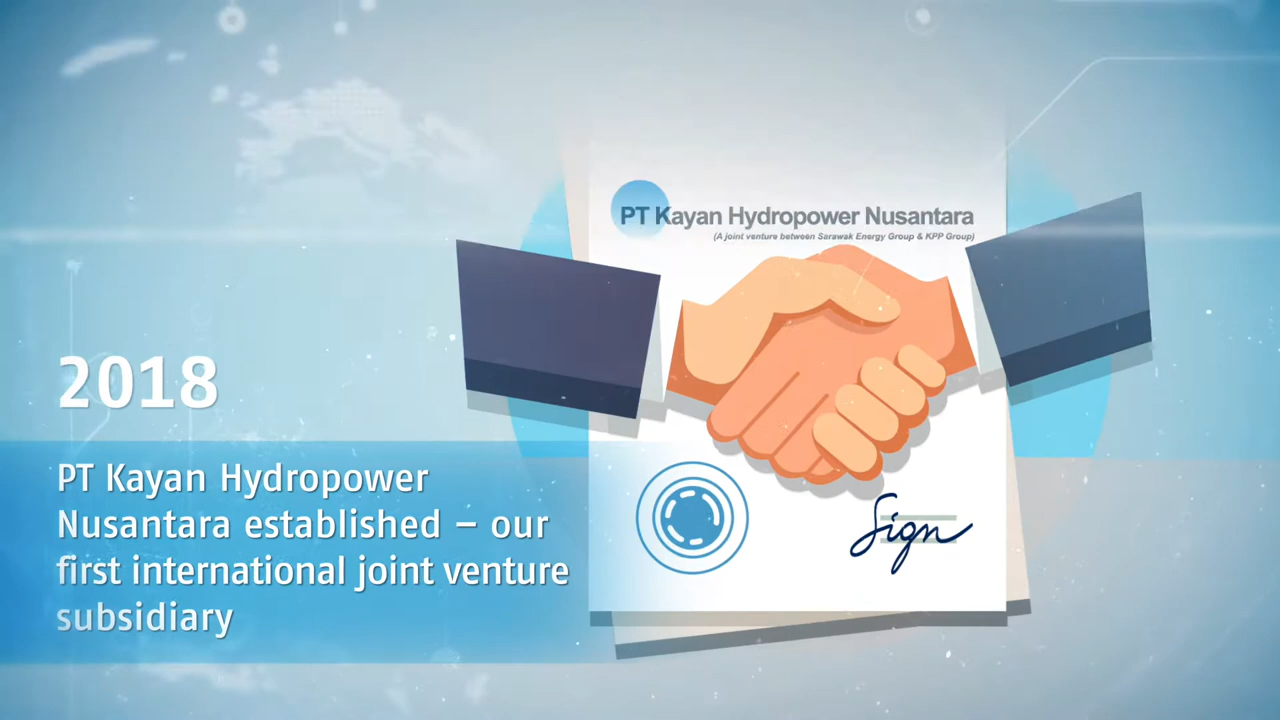 PT Kayan Hydropower Nusantara
(A joint venture between Sarawak Energy Group & KPP Group)
2018
PT Kayan Hydropower
Nusantara established – our
first international joint venture
subsidiary
Sign